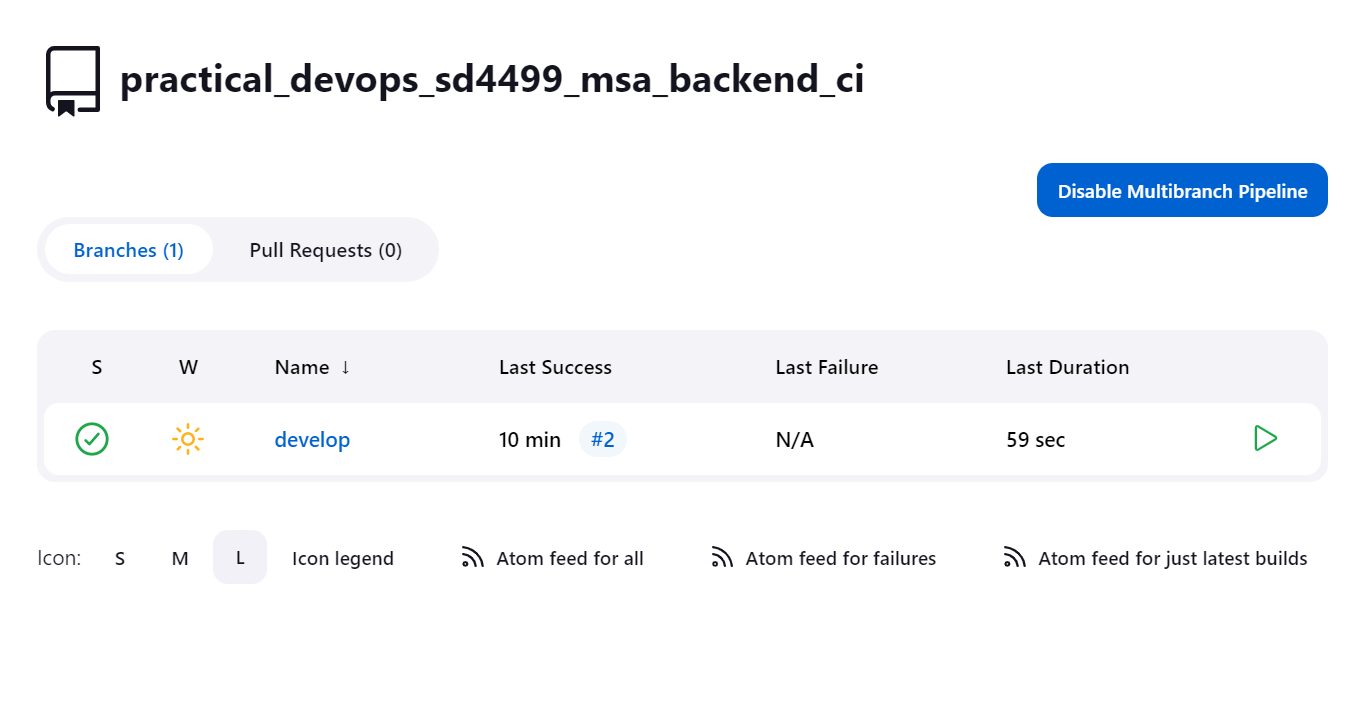 practical_devops_sd4499_msa_backend_ci
Disable Multibranch Pipeline
Branches (1) Pull Requests (0)
S W Name ↓ Last Success Last Failure Last Duration
develop 10 min #2 N/A 59 sec
Icon: S M L Icon legend Atom feed for all Atom feed for failures Atom feed for just latest builds